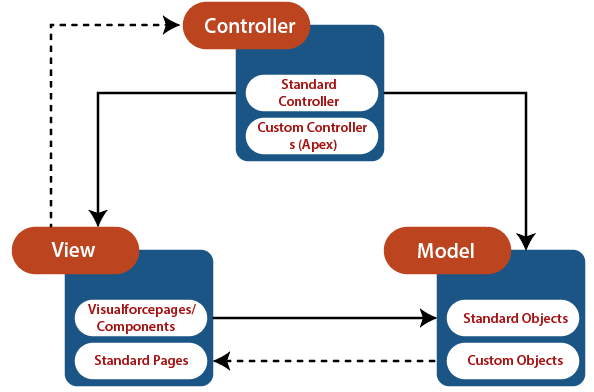 Controller
Standard
Controller
Custom Controller
s (Apex)
View
Visualforcepages/
Components
Standard Pages
Model
Standard Objects
Custom Objects